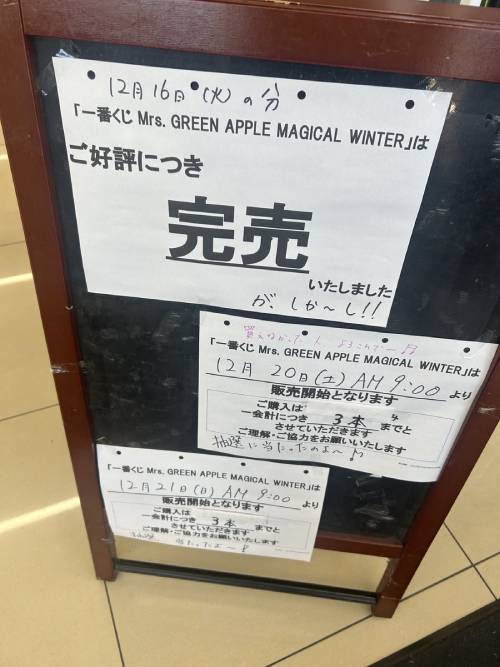 12月16日(火)の分
「一番くじ Mrs. GREEN APPLE MAGICAL WINTER」は
ご好評につき
完売
いたしました
が、しか〜し!!
「一番くじ Mrs. GREEN APPLE MAGICAL WINTER」は
12月 20日(土) AM 9:00 より
販売開始となります
ご購入は
一会計につき 3本 までと
させていただきます
ご理解・ご協力をお願いいたします
抽選に当たったのよ〜
「一番くじ Mrs. GREEN APPLE MAGICAL WINTER」は
12月21日(日) AM 9:00 より
販売開始となります
ご購入は
一会計につき 3本 までと
させていただきます
ご理解・ご協力をお願いいたします